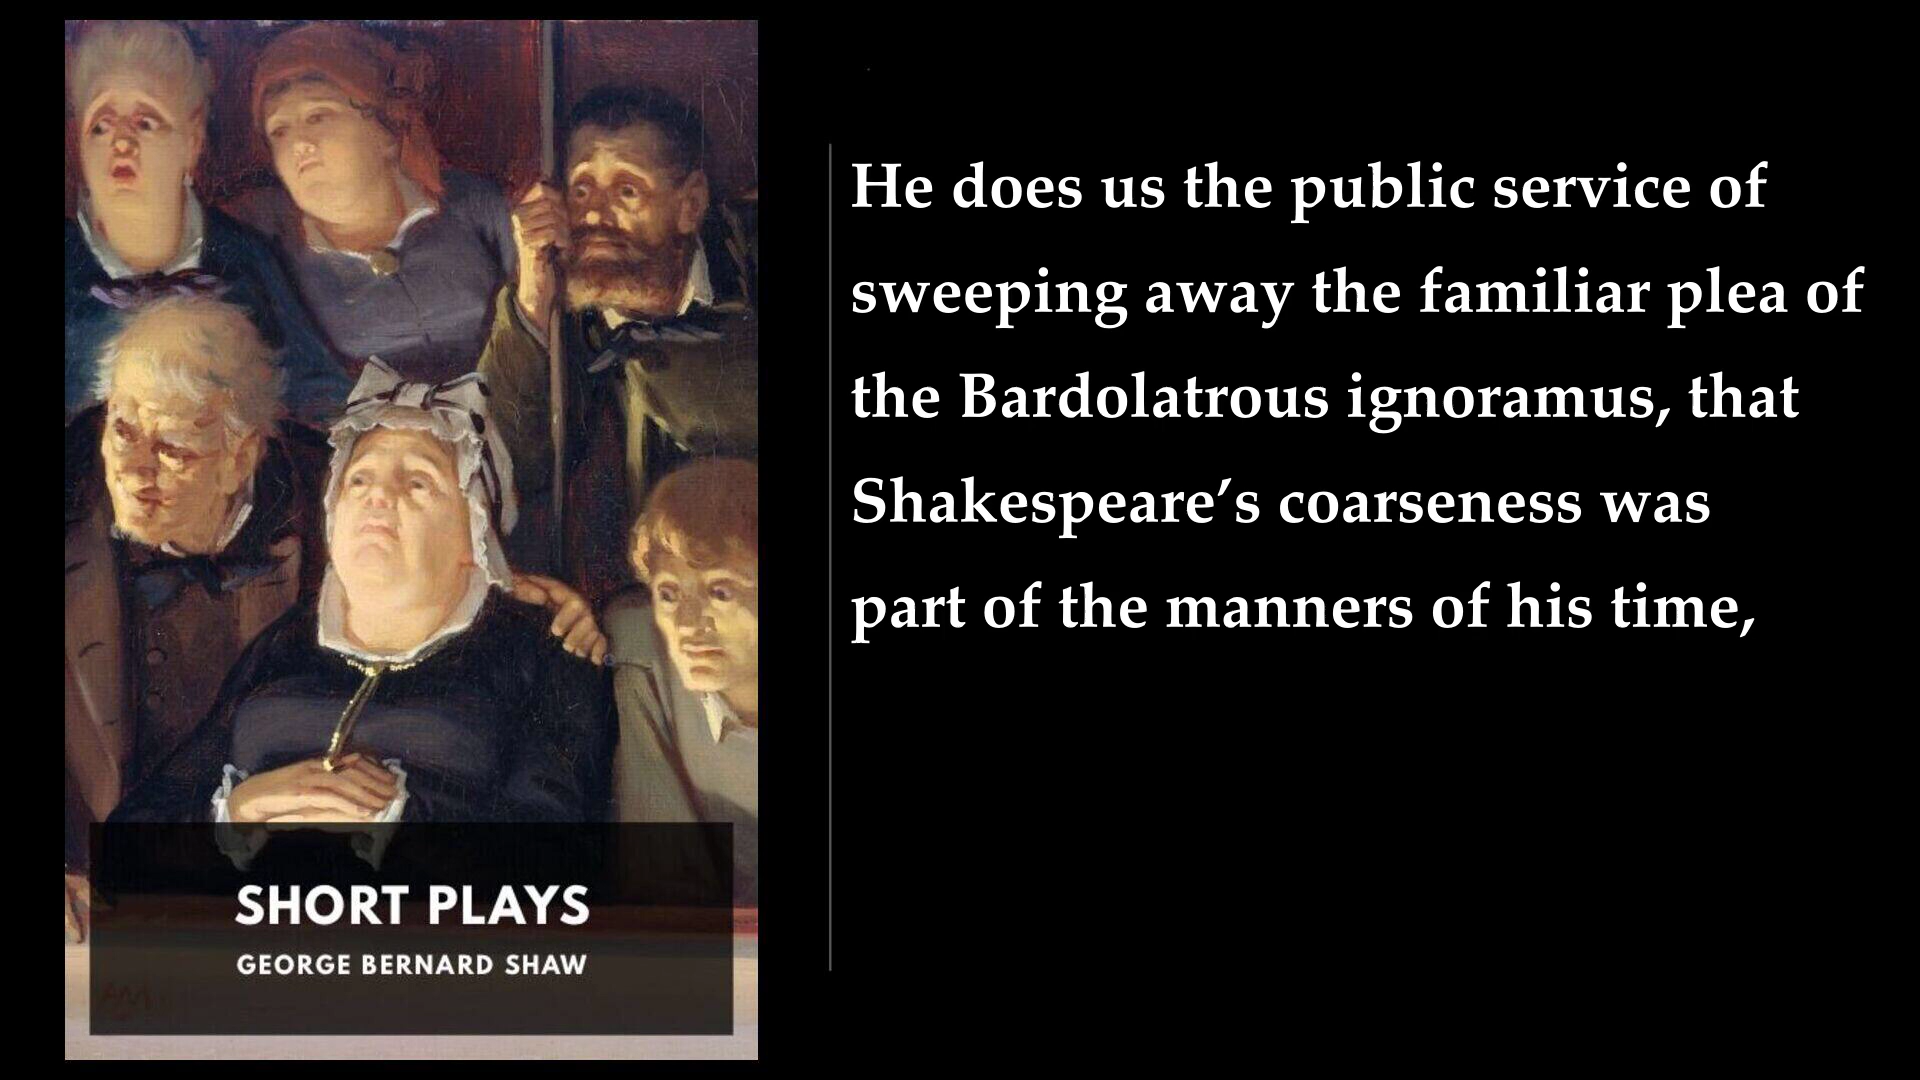 He does us the public service of
sweeping away the familiar plea of
the Bardolatrous ignoramus, that
Shakespeare’s coarseness was
part of the manners of his time,
SHORT PLAYS
GEORGE BERNARD SHAW